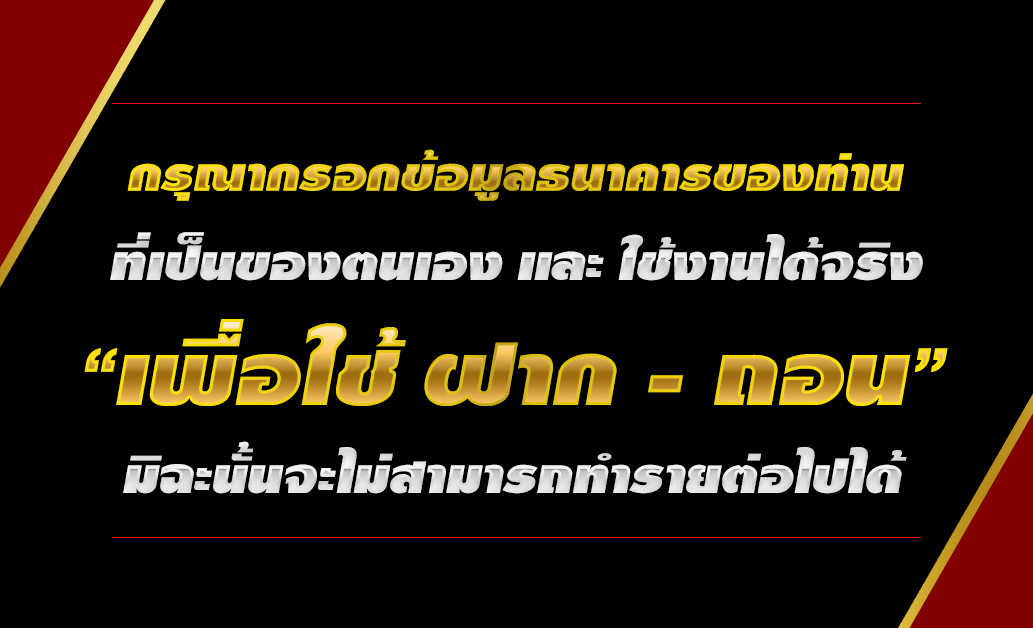 กรุณากรอกข้อมูลธนาคารของท่าน
ที่เป็นของตนเอง และ ใช้งานได้จริง
“เพื่อใช้ ฝาก - ถอน”
มิฉะนั้นจะไม่สามารถทำรายต่อไปได้